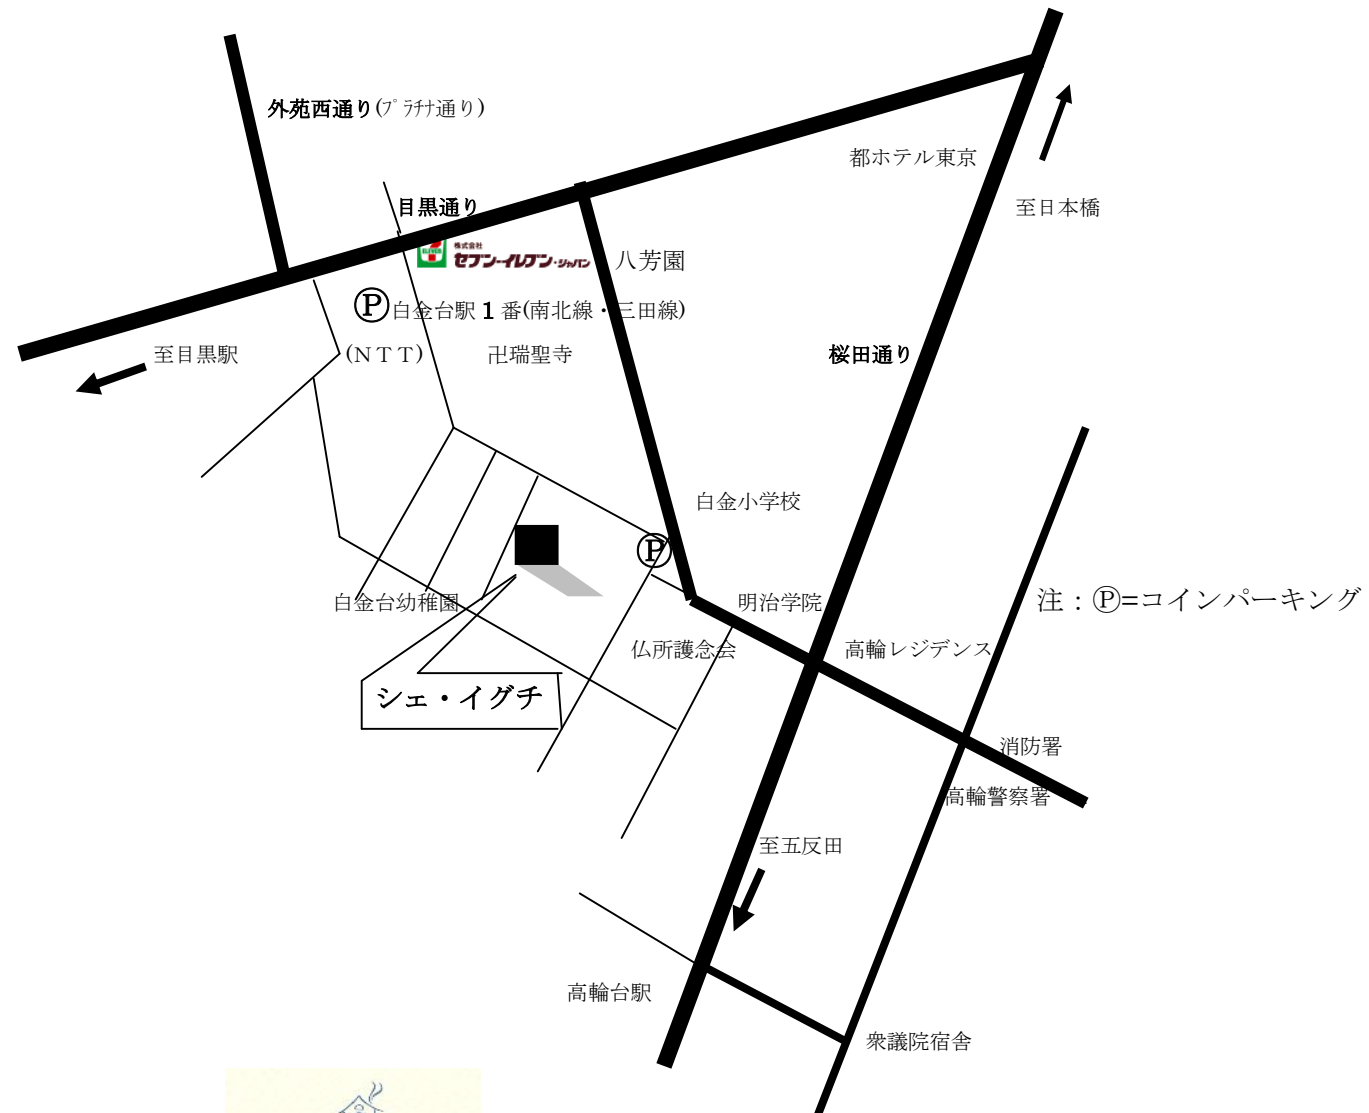 外苑西通り(プラチナ通り)
都ホテル東京
目黒通り
至日本橋
株式会社
セブン-イレブン・ジャパン
ELEVEN
八芳園
Ⓟ白金台駅1番(南北線・三田線)
至目黒駅
(NTT)
卍瑞聖寺
桜田通り
白金小学校
Ⓟ
白金台幼稚園
明治学院
注：Ⓟ=コインパーキング
仏所護念会
高輪レジデンス
シェ・イグチ
消防署
高輪警察署
至五反田
高輪台駅
衆議院宿舎